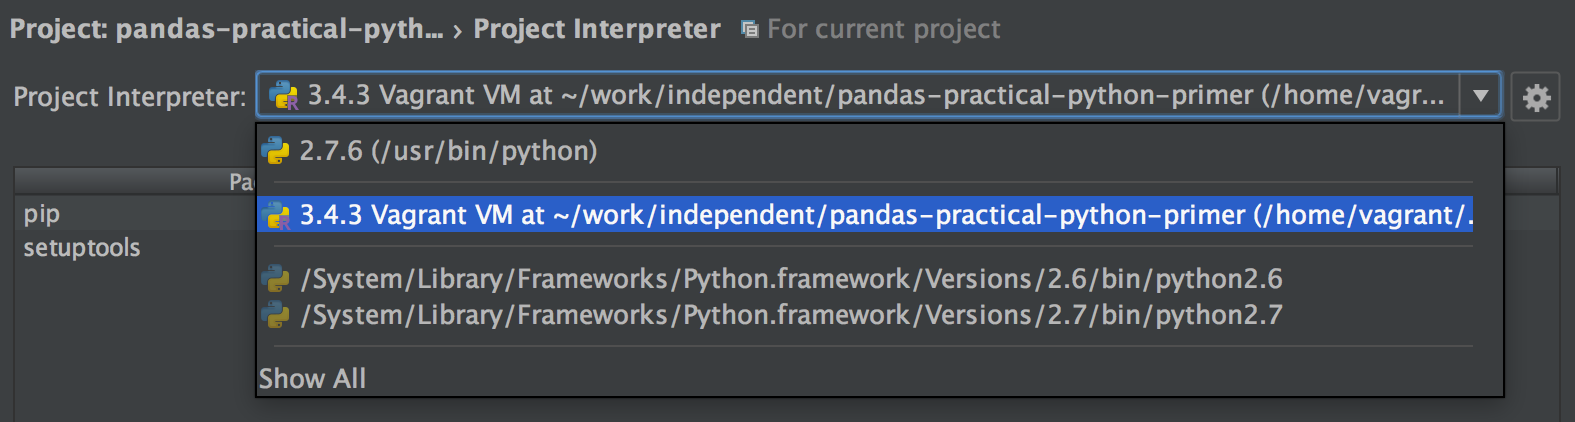 Project: pandas-practical-pyth... › Project Interpreter For current project
Project Interpreter: 3.4.3 Vagrant VM at ~/work/independent/pandas-practical-python-primer (/home/vagr...
2.7.6 (/usr/bin/python)
Pa
3.4.3 Vagrant VM at ~/work/independent/pandas-practical-python-primer (/home/vagrant/.
pip
setuptools
/System/Library/Frameworks/Python.framework/Versions/2.6/bin/python2.6
/System/Library/Frameworks/Python.framework/Versions/2.7/bin/python2.7
Show All